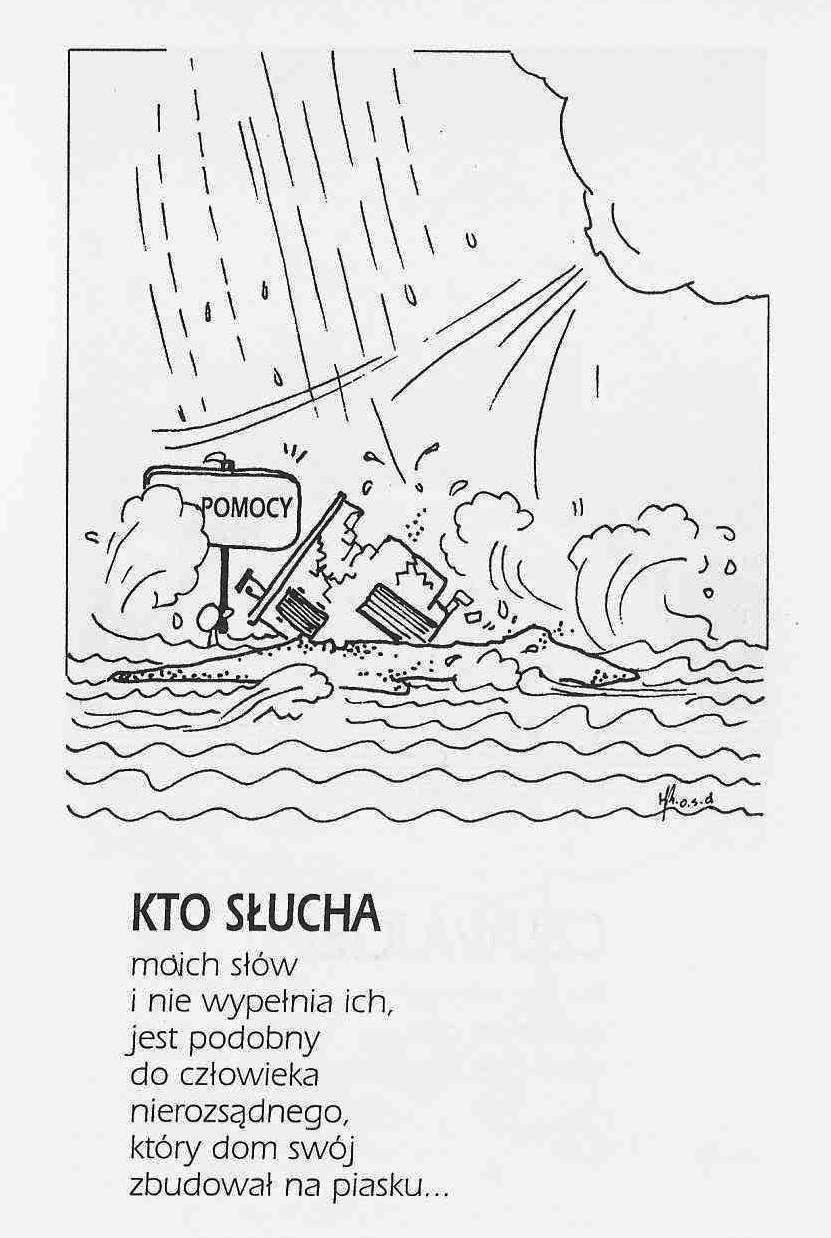 POMOCY
KTO SŁUCHA
moich słów
i nie wypełnia ich,
jest podobny
do człowieka
nierozsądnego,
który dom swój
zbudował na piasku...